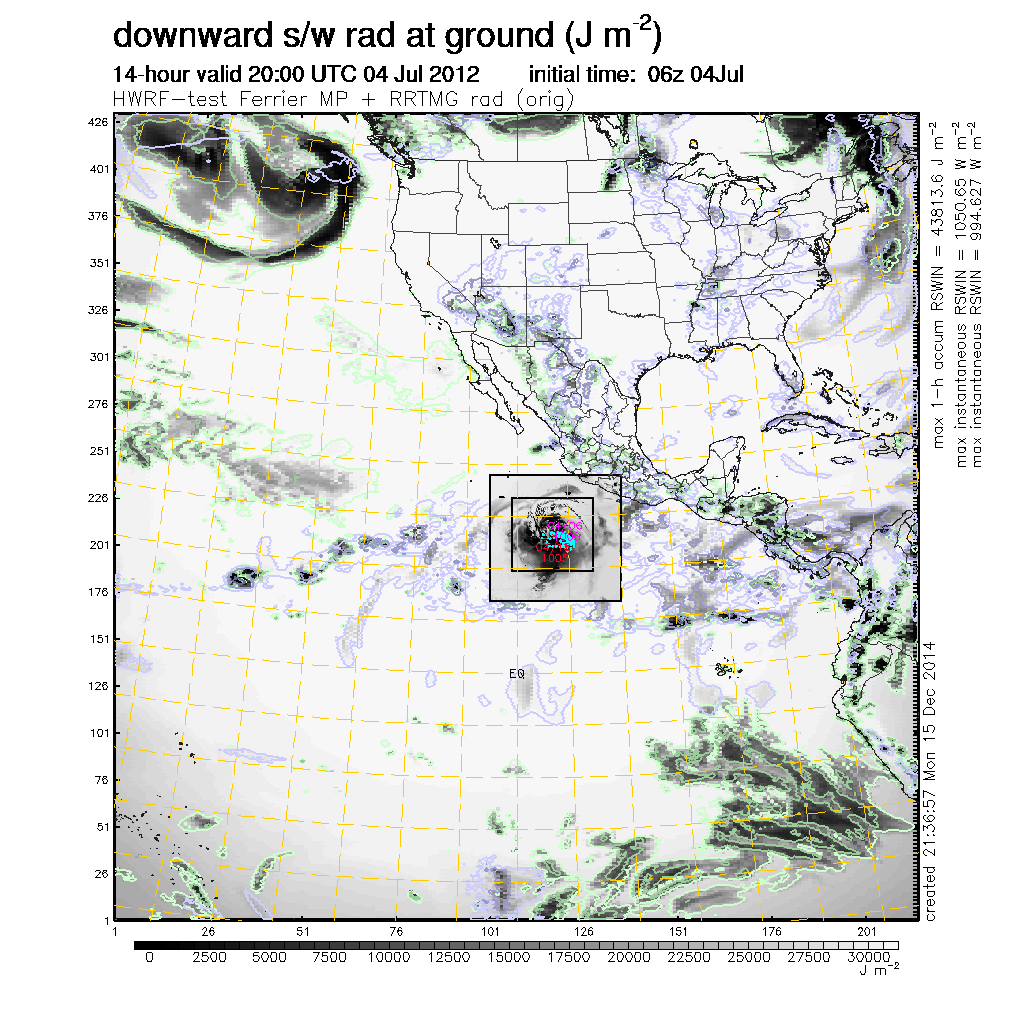 downward s/w rad at ground (J m-2)
14-hour valid 20:00 UTC 04 Jul 2012 initial time: 06z 04Jul
HWRF-test Ferrier MP + RRTMG rad (orig)
426
401
376
351
326
301
276
251
226
201
176
151
126
101
76
51
26
1
EQ
1 26 51 76 101 126 151 176 201
0 2500 5000 7500 10000 12500 15000 17500 20000 22500 25000 27500 30000
J m-2
max 1-h accum RSWIN = 43813.6 J m-2
max instantaneous RSWIN = 1050.65 W m-2
max instantaneous RSWIN = 994.627 W m-2
created 21:36:57 Mon 15 Dec 2014